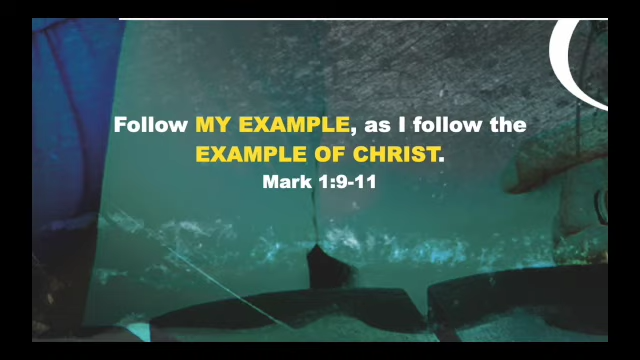 Follow MY EXAMPLE, as I follow the
EXAMPLE OF CHRIST.
Mark 1:9-11